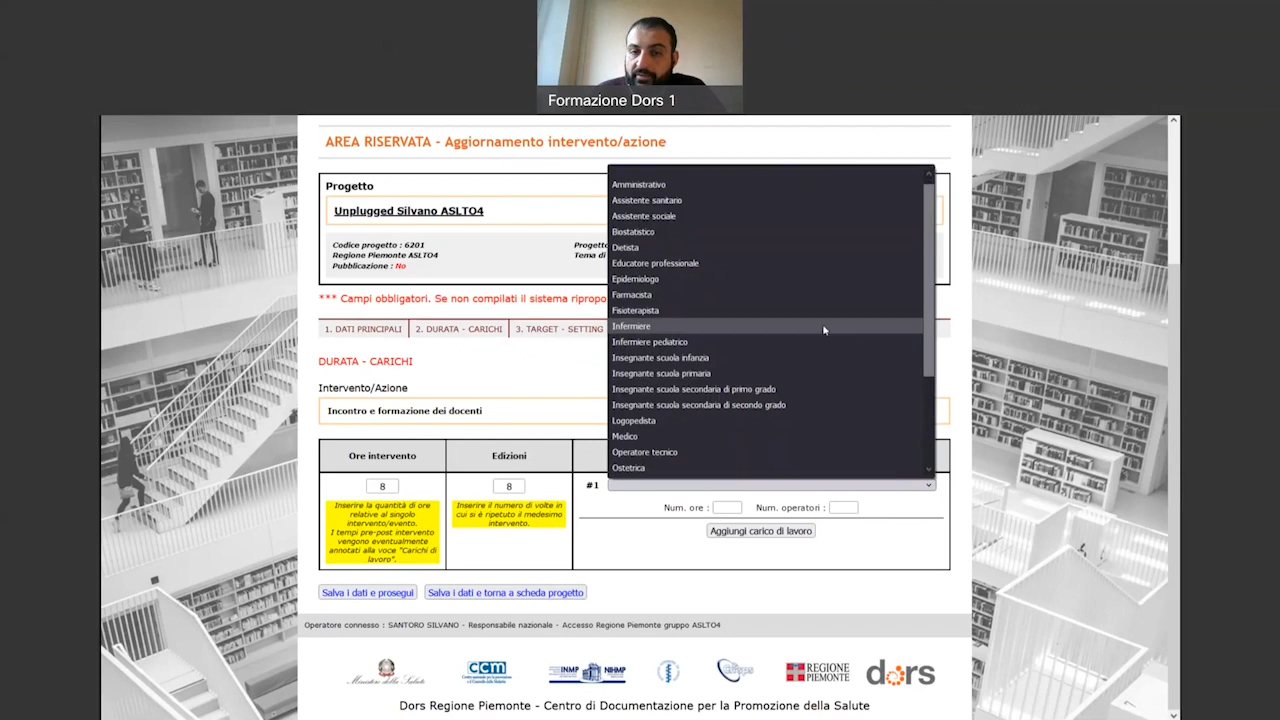 Formazione Dors 1
AREA RISERVATA - Aggiornamento intervento/azione
Progetto
Unplugged Silvano ASLTO4
Codice progetto : 6201
Regione Piemonte ASLTO4
Pubblicazione : No
Progetto
Tema di
*** Campi obbligatori. Se non compilati il sistema ripropo
1. DATI PRINCIPALI
2. DURATA - CARICHI
3. TARGET - SETTING
DURATA - CARICHI
Intervento/Azione
Incontro e formazione dei docenti
Amministrativo
Assistente sanitario
Assistente sociale
Biostatistico
Dietista
Educatore professionale
Epidemiologo
Farmacista
Fisioterapista
Infermiere
Infermiere pediatrico
Insegnante scuola infanzia
Insegnante scuola primaria
Insegnante scuola secondaria di primo grado
Insegnante scuola secondaria di secondo grado
Logopedista
Medico
Operatore tecnico
Ostetrica
Ore intervento
Edizioni
8
8
#1
Inserire la quantità di ore
relative al singolo
intervento/evento.
I tempi pre-post intervento
vengono eventualmente
annotati alla voce "Carichi di
lavoro".
Inserire il numero di volte in
cui si è ripetuto il medesimo
intervento.
Num. ore :
Num. operatori :
Aggiungi carico di lavoro
Salva i dati e prosegui
Salva i dati e torna a scheda progetto
Operatore connesso : SANTORO SILVANO - Responsabile nazionale - Accesso Regione Piemonte gruppo ASLTO4
Ministero della Salute
ccm
INMP
NIHMP
REGIONE
PIEMONTE
dors
Dors Regione Piemonte - Centro di Documentazione per la Promozione della Salute